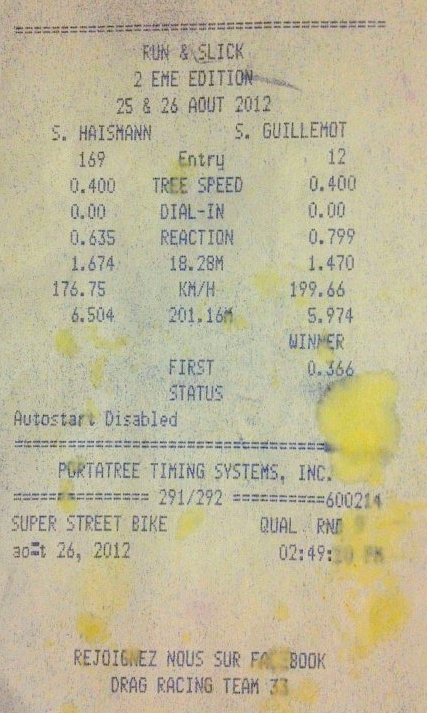 ==========================================
RUN & SLICK
2 EME EDITION
25 & 26 AOUT 2012
S. HAISMANN S. GUILLEMOT
169 Entry 12
0.400 TREE SPEED 0.400
0.00 DIAL-IN 0.00
0.635 REACTION 0.799
1.674 18.28M 1.470
176.75 KM/H 199.66
6.504 201.16M 5.974
WINNER
FIRST 0.366
STATUS
Autostart Disabled
==========================================
PORTATREE TIMING SYSTEMS, INC.
=============== 291/292 ==========600214
SUPER STREET BIKE QUAL RND
26, 2012 02:49: PM
REJOIGNEZ NOUS SUR FACEBOOK
DRAG RACING TEAM 33